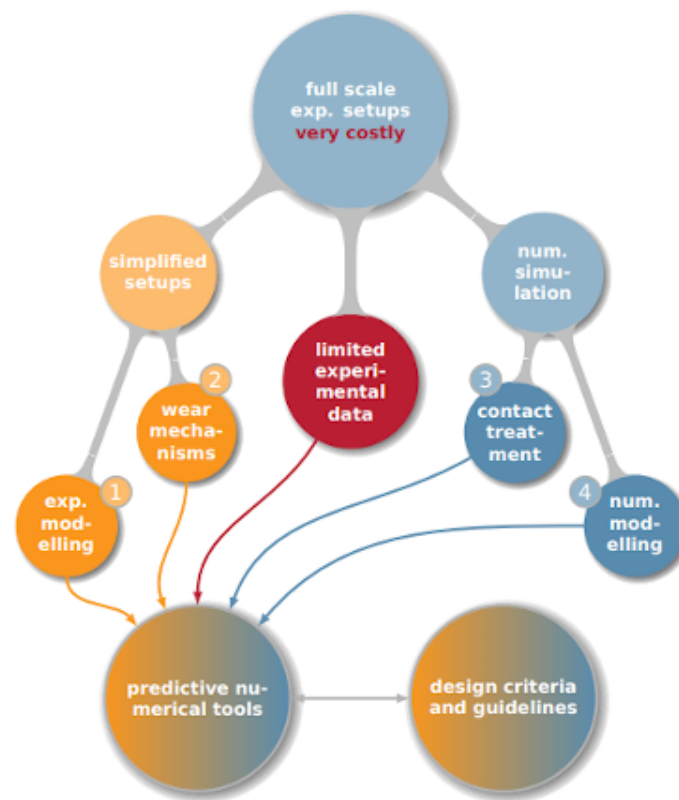 full scale
exp. setups
very costly
simplified
setups
num.
simu-
lation
limited
experi-
mental
data
2
wear
mecha-
nisms
3
contact
treat-
ment
1
exp.
mod-
elling
4
num.
mod-
elling
predictive nu-
merical tools
design criteria
and guidelines